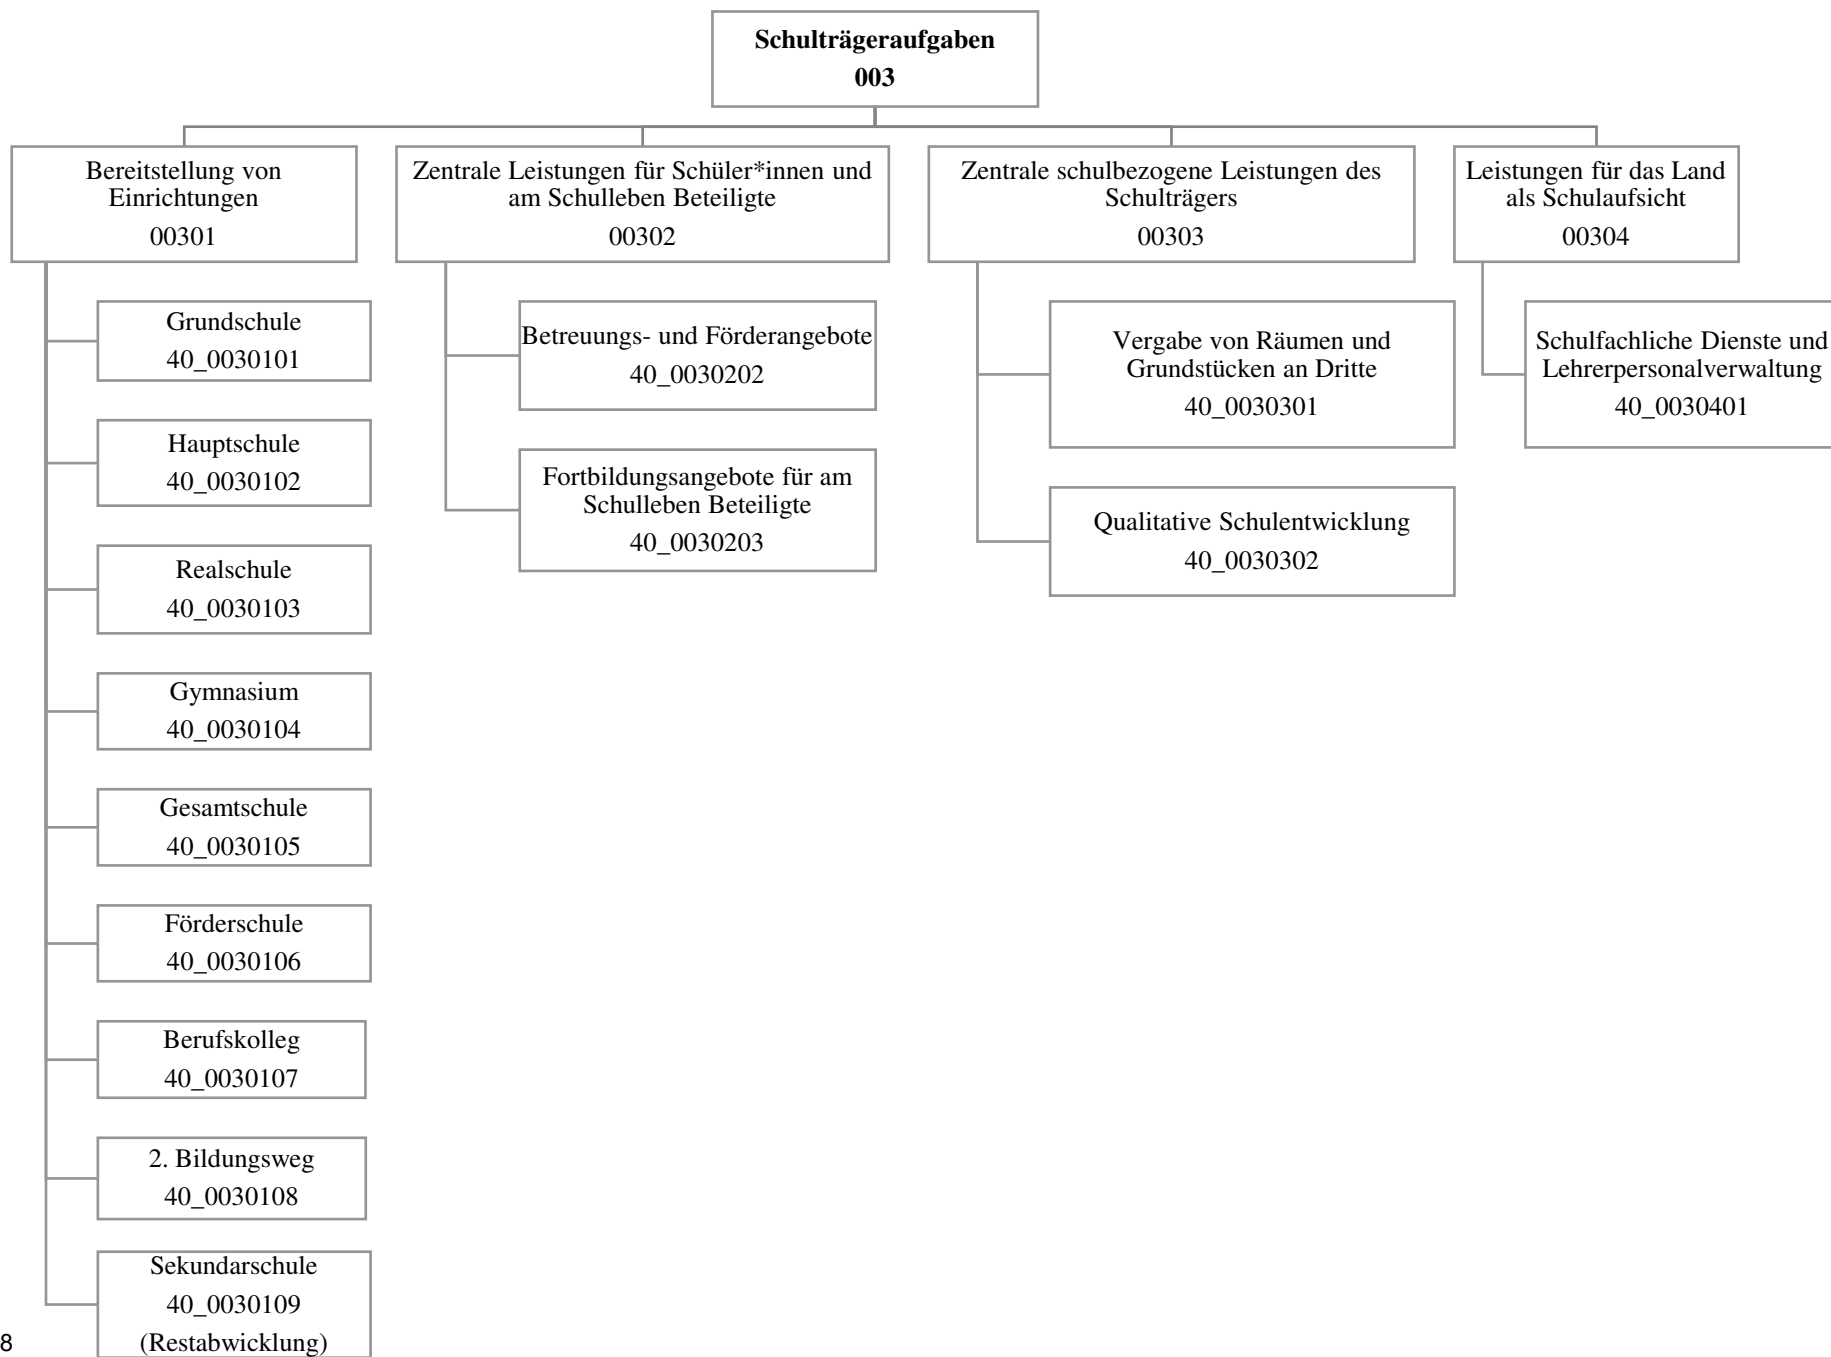 Schulträgeraufgaben
003
Bereitstellung von
Einrichtungen
00301
Grundschule
40_0030101
Hauptschule
40_0030102
Realschule
40_0030103
Gymnasium
40_0030104
Gesamtschule
40_0030105
Förderschule
40_0030106
Berufskolleg
40_0030107
2. Bildungsweg
40_0030108
Sekundarschule
40_0030109
(Restabwicklung)
Zentrale Leistungen für Schüler*innen und
am Schulleben Beteiligte
00302
Betreuungs- und Förderangebote
40_0030202
Fortbildungsangebote für am
Schulleben Beteiligte
40_0030203
Zentrale schulbezogene Leistungen des
Schulträgers
00303
Vergabe von Räumen und
Grundstücken an Dritte
40_0030301
Qualitative Schulentwicklung
40_0030302
Leistungen für das Land
als Schulaufsicht
00304
Schulfachliche Dienste und
Lehrerpersonalverwaltung
40_0030401
8